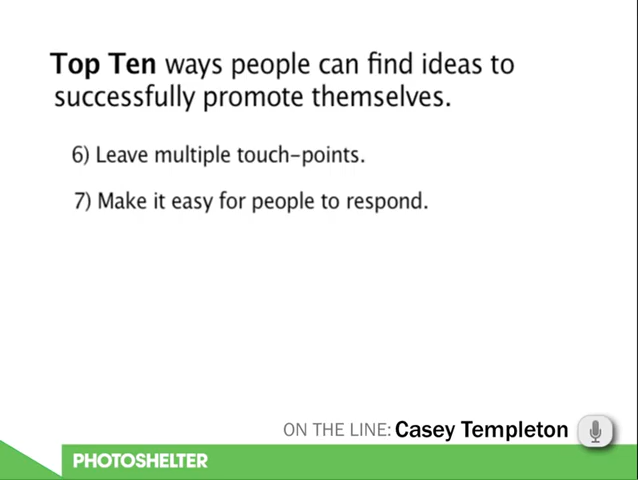 Top Ten ways people can find ideas to
successfully promote themselves.
6) Leave multiple touch-points.
7) Make it easy for people to respond.
ON THE LINE: Casey Templeton
PHOTOSHELTER